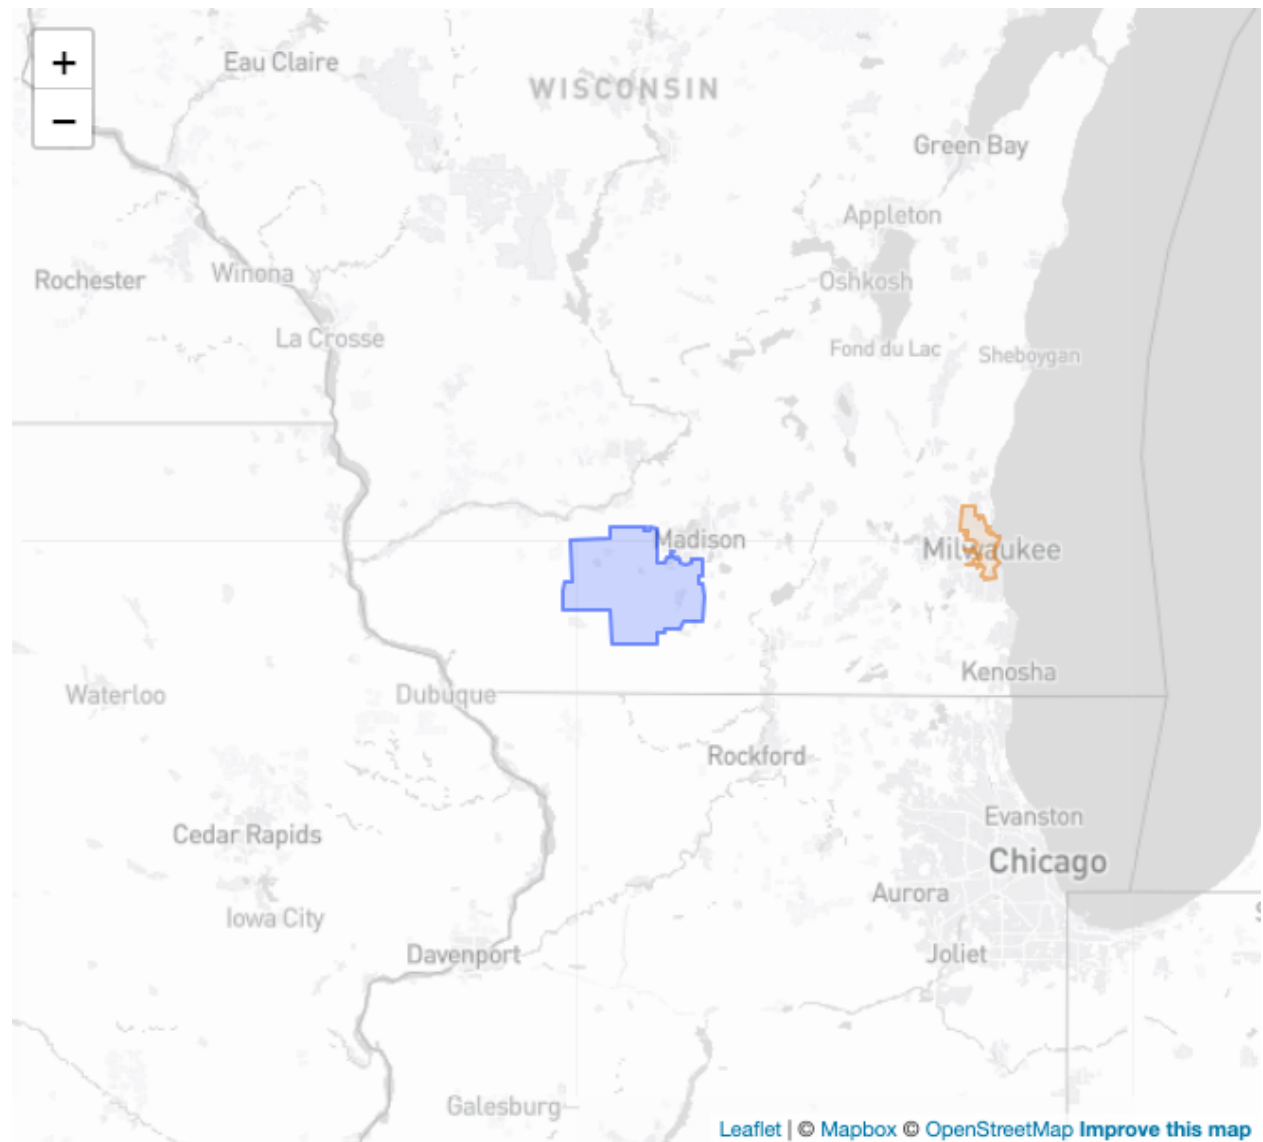 +
−
Eau Claire
WISCONSIN
Green Bay
Appleton
Rochester
Winona
Oshkosh
La Crosse
Fond du Lac
Sheboygan
Madison
Milwaukee
Kenosha
Waterloo
Dubuque
Rockford
Evanston
Cedar Rapids
Chicago
Aurora
Iowa City
S
Davenport
Joliet
Galesburg
Leaflet | © Mapbox © OpenStreetMap Improve this map